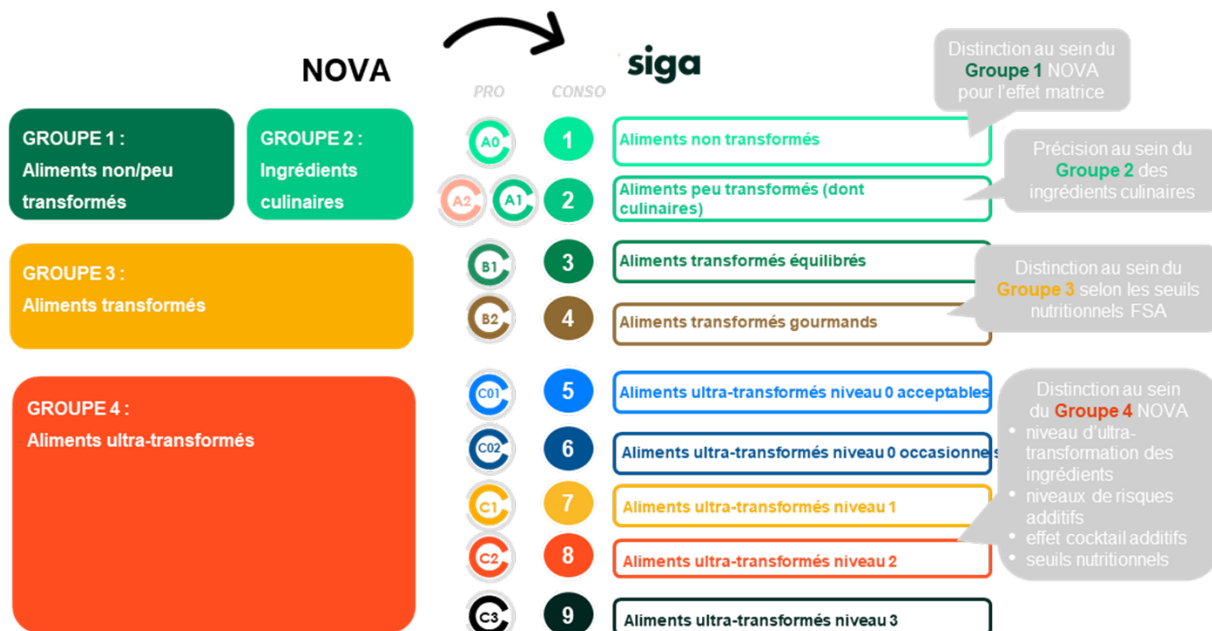 NOVA
siga
PRO
CONSO
GROUPE 1 :
Aliments non/peu
transformés
GROUPE 2 :
Ingrédients
culinaires
GROUPE 3 :
Aliments transformés
GROUPE 4 :
Aliments ultra-transformés
A0
1
Aliments non transformés
A2
A1
2
Aliments peu transformés (dont
culinaires)
B1
3
Aliments transformés équilibrés
B2
4
Aliments transformés gourmands
C01
5
Aliments ultra-transformés niveau 0 acceptables
C02
6
Aliments ultra-transformés niveau 0 occasionnels
C1
7
Aliments ultra-transformés niveau 1
C2
8
Aliments ultra-transformés niveau 2
C3
9
Aliments ultra-transformés niveau 3
Distinction au sein du
Groupe 1 NOVA
pour l'effet matrice
Précision au sein du
Groupe 2 des
ingrédients culinaires
Distinction au sein du
Groupe 3 selon les seuils
nutritionnels FSA
Distinction au sein
du Groupe 4 NOVA
• niveau d'ultra-
transformation des
ingrédients
• niveaux de risques
additifs
• effet cocktail additifs
• seuils nutritionnels